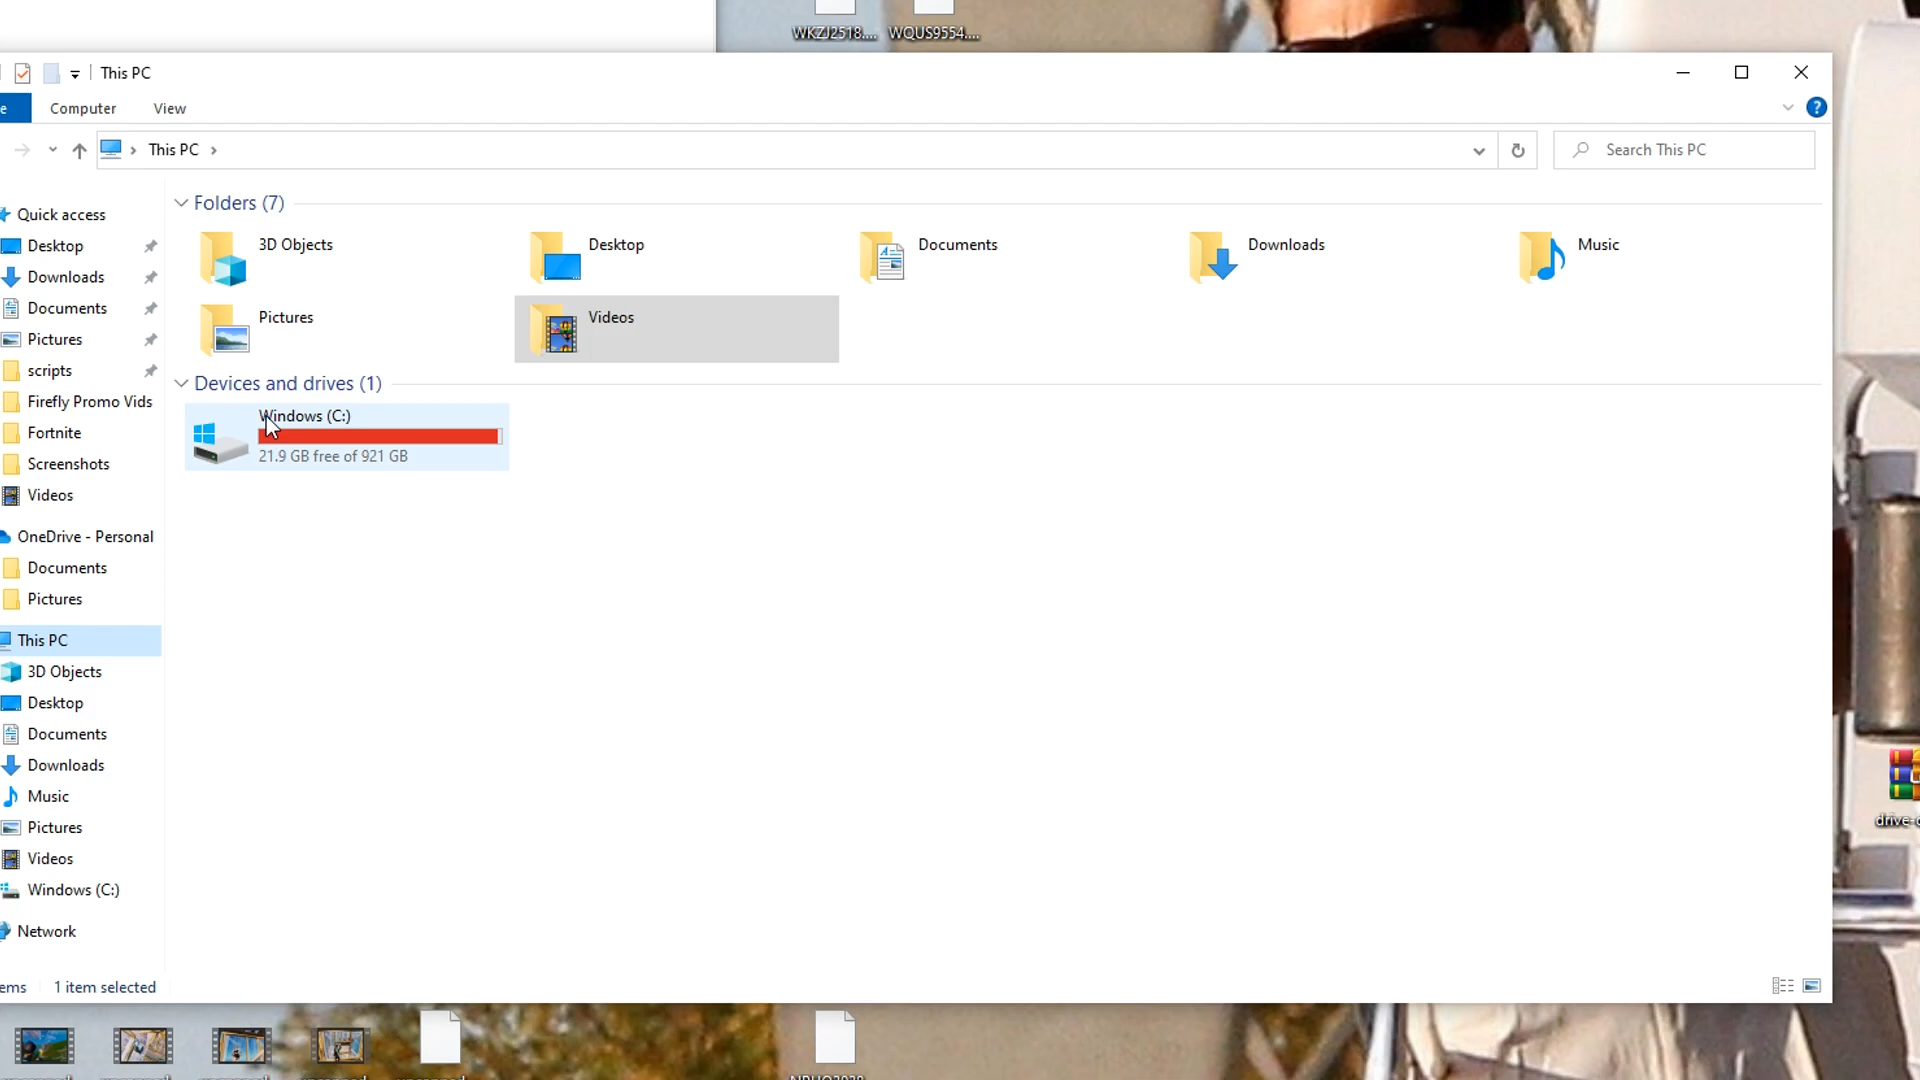 WKZJ2518....
WQUS9554....
This PC
Computer
View
This PC
Search This PC
Quick access
Desktop
Downloads
Documents
Pictures
scripts
Firefly Promo Vids
Fortnite
Screenshots
Videos
OneDrive - Personal
Documents
Pictures
This PC
3D Objects
Desktop
Documents
Downloads
Music
Pictures
Videos
Windows (C:)
Network
Folders (7)
3D Objects
Desktop
Documents
Downloads
Music
Pictures
Videos
Devices and drives (1)
Windows (C:)
21.9 GB free of 921 GB
ems
1 item selected
drive-